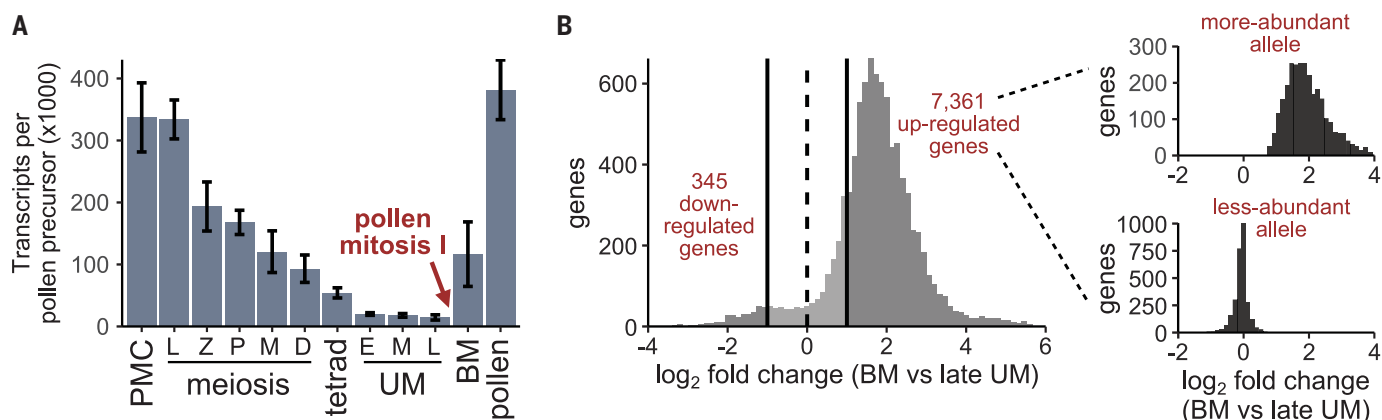 A
Transcripts per
pollen precursor (x1000)
400
300
200
100
0
pollen
mitosis I
PMC
L Z P M D
meiosis
tetrad
E M L
UM
BM
pollen
B
genes
600
400
200
0
345
down-
regulated
genes
7,361
up-regulated
genes
-4 -2 0 2 4 6
log₂ fold change (BM vs late UM)
more-abundant
allele
genes
300
200
100
0
-2 0 2 4
less-abundant
allele
genes
1000
750
500
250
0
-2 0 2 4
log₂ fold change
(BM vs late UM)